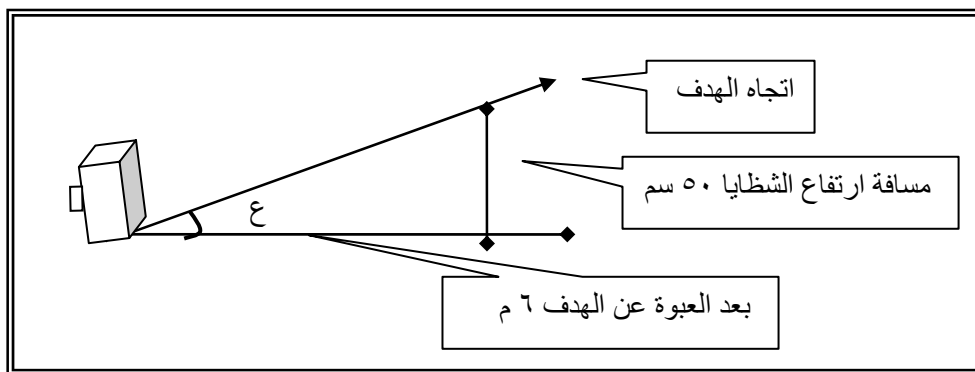 اتجاه الهدف
مسافة ارتفاع الشظايا ٥٠ سم
ع
بعد العبوة عن الهدف ٦ م